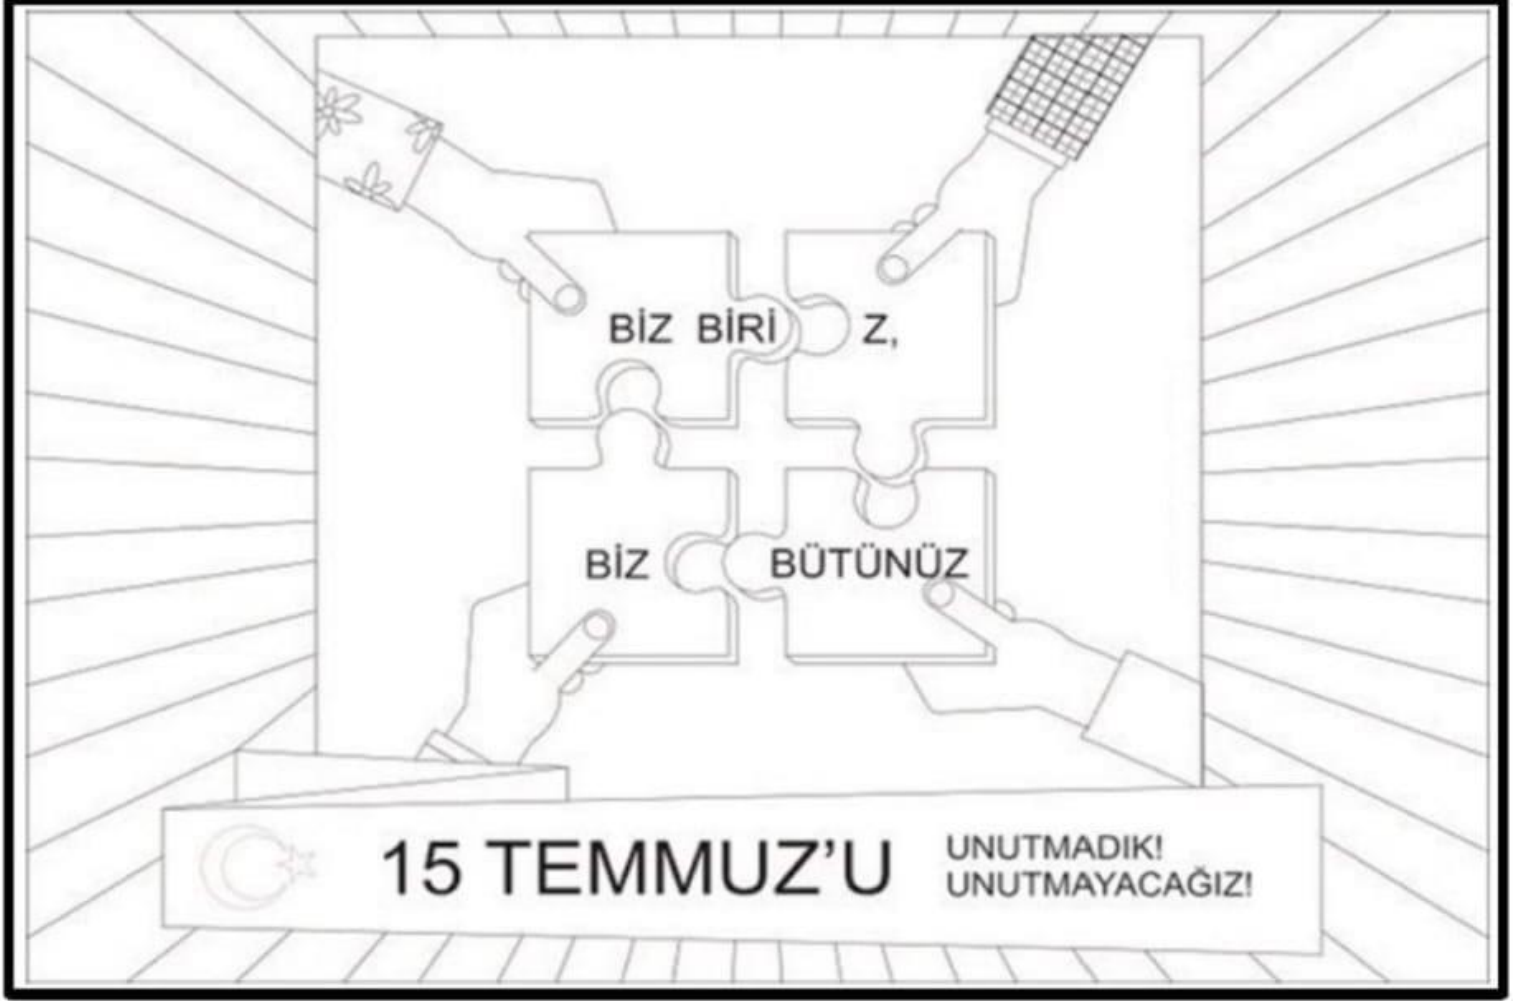 BİZ BİRİ Z,
BİZ BÜTÜNÜZ
15 TEMMUZ’U
UNUTMADIK!
UNUTMAYACAĞIZ!